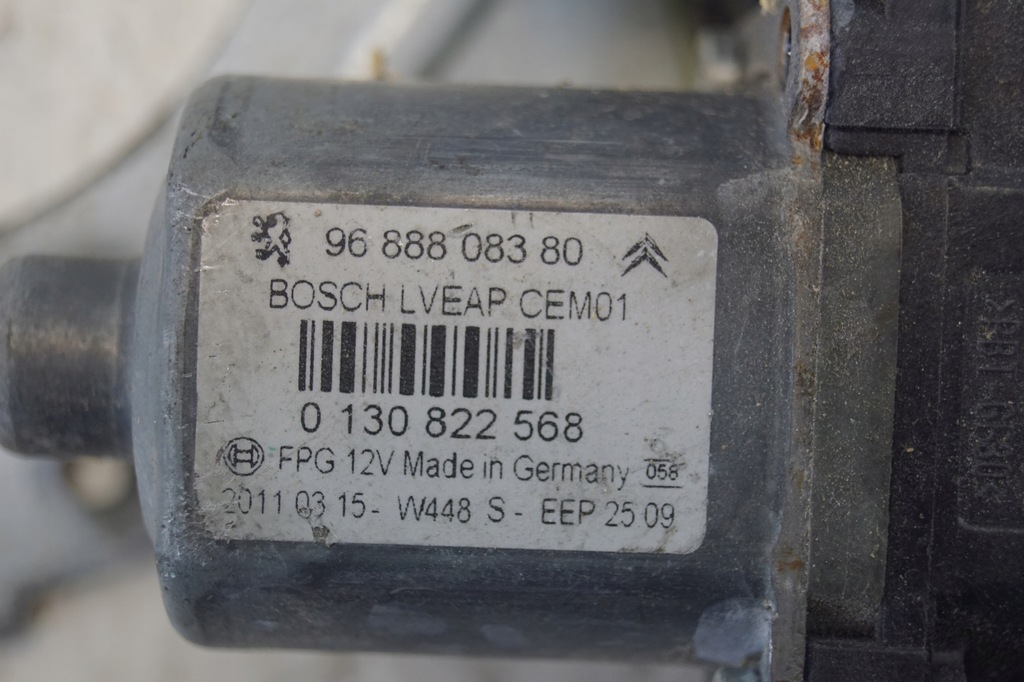 96 888 083 80
BOSCH LVEAP CEM01
0 130 822 568
FPG 12V Made in Germany 058
2011 03 15- W448 S - EEP 25 09